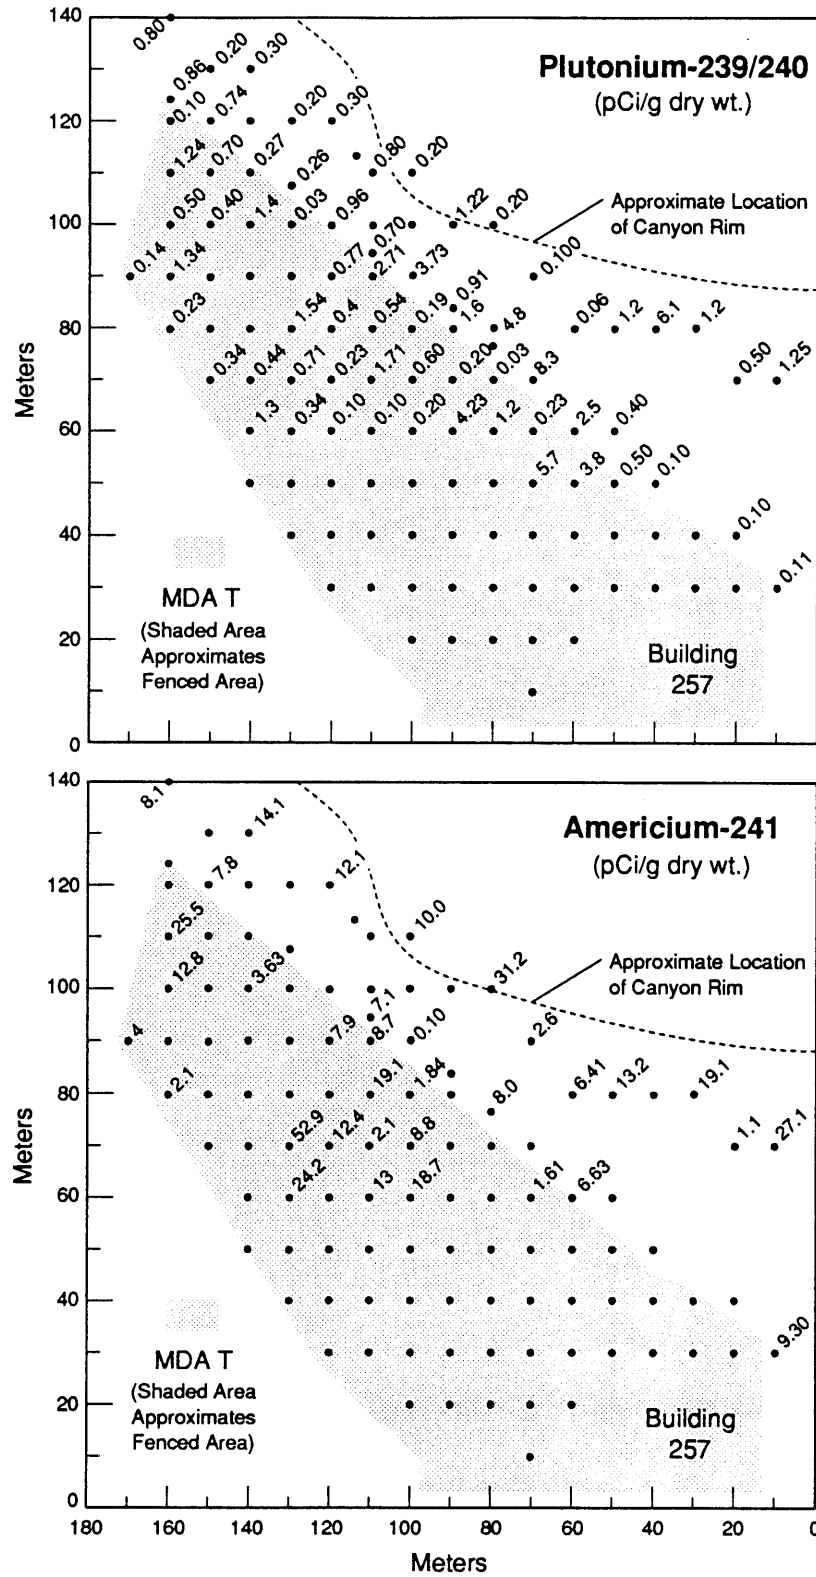 140
120
100
80
60
40
20
0
Meters
Plutonium-239/240
(pCi/g dry wt.)
Approximate Location
of Canyon Rim
0.80
0.86 0.20 0.30
0.10 0.74 0.20 0.30
1.24 0.70 0.27 0.26 0.80 0.20
0.50 0.40 1.4 0.03 0.96 0.70 1.22 0.20
0.14 1.34 0.77 2.71 3.73 0.100
0.23 1.54 0.4 0.54 0.19 0.91 1.6 4.8 0.06 1.2 6.1 1.2
0.34 0.44 0.71 0.23 1.71 0.60 0.20 0.03 8.3 0.50 1.25
1.3 0.34 0.10 0.10 0.20 4.23 1.2 0.23 2.5 0.40
5.7 3.8 0.50 0.10
0.10
0.11
MDA T
(Shaded Area
Approximates
Fenced Area)
Building
257
140
120
100
80
60
40
20
0
Meters
Americium-241
(pCi/g dry wt.)
Approximate Location
of Canyon Rim
8.1
14.1
7.8 12.1
25.5 10.0
12.8 3.63 7.1 31.2
4 7.9 8.7 0.10 2.6
2.1 19.1 1.84 8.0 6.41 13.2 19.1
52.9 12.4 2.1 8.8 1.1 27.1
24.2 13 18.7 1.61 6.63
9.30
MDA T
(Shaded Area
Approximates
Fenced Area)
Building
257
180 160 140 120 100 80 60 40 20 0
Meters